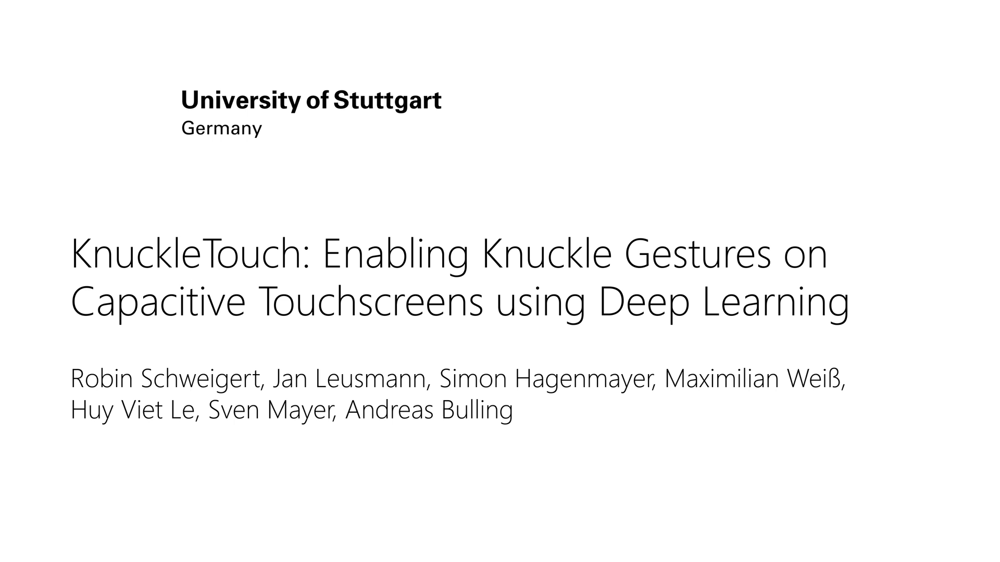 University of Stuttgart
Germany
KnuckleTouch: Enabling Knuckle Gestures on
Capacitive Touchscreens using Deep Learning
Robin Schweigert, Jan Leusmann, Simon Hagenmayer, Maximilian Weiß,
Huy Viet Le, Sven Mayer, Andreas Bulling